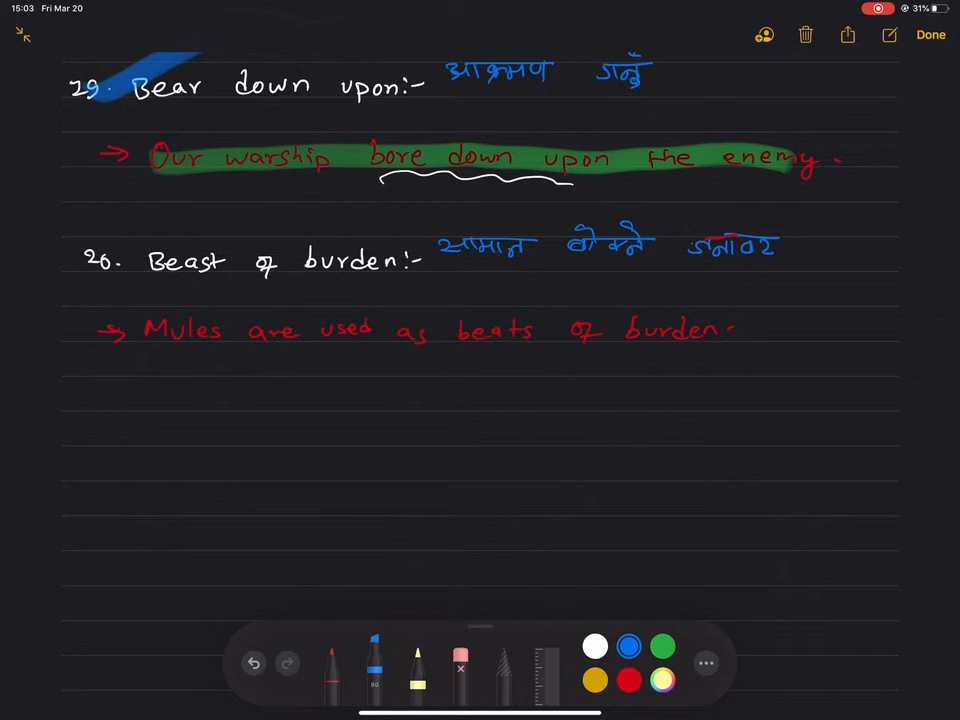 15:03 Fri Mar 20 31%
Done
29. Bear down upon:- आक्रमण गर्नु
→ Our warship bore down upon the enemy.
20. Beast of burden:- सामान बोक्ने जनावर
→ Mules are used as beats of burden.
80